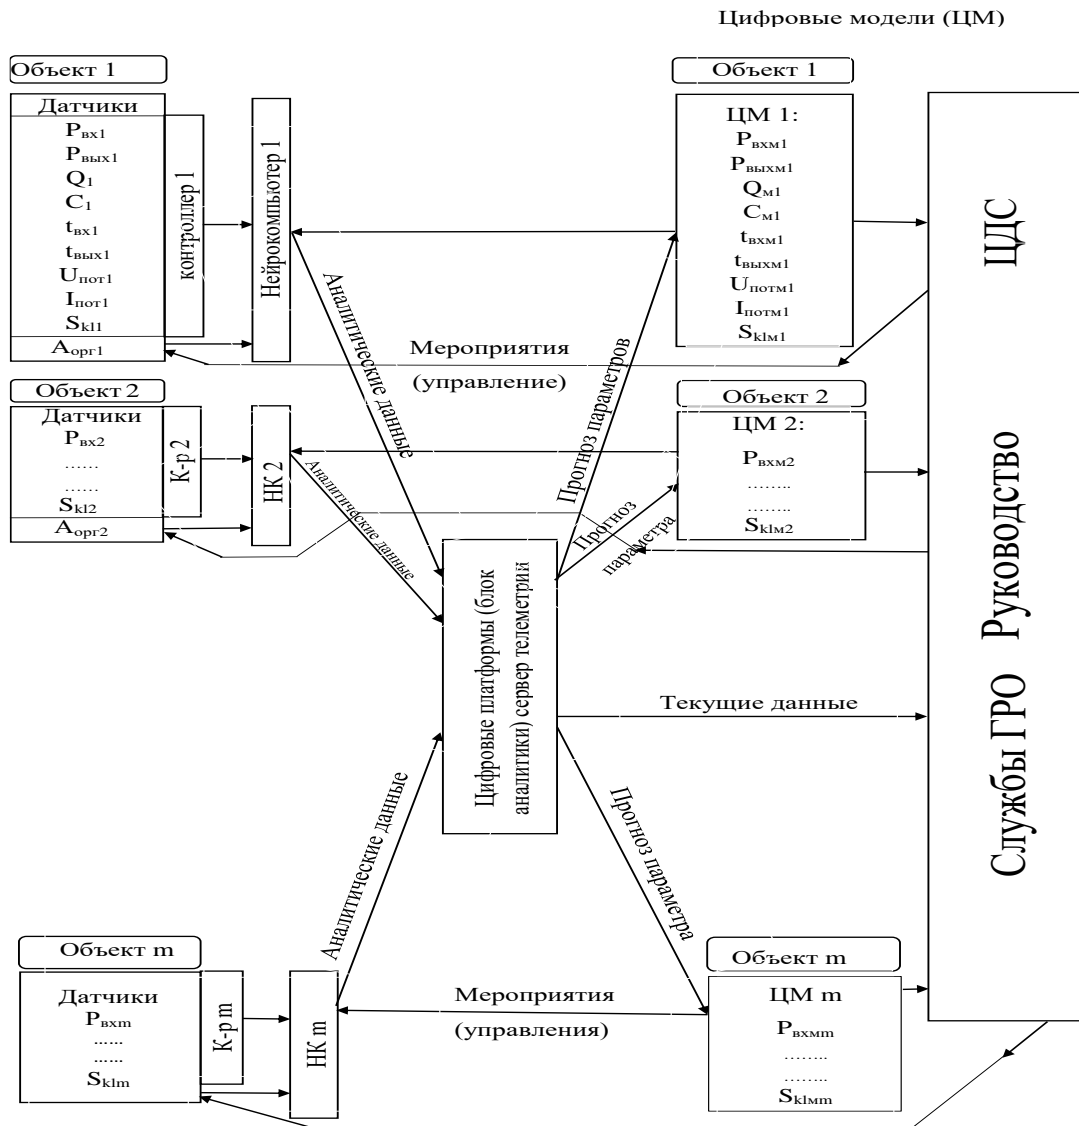 Цифровые модели (ЦМ)
Объект 1
Датчики
Pвх1
Pвых1
Q1
C1
tвх1
tвых1
Uпот1
Iпот1
Skl1
Aорг1
контроллер 1
Нейрокомпьютер 1
Объект 1
ЦМ 1:
Pвхм1
Pвыхм1
Qм1
Cм1
tвхм1
tвыхм1
Uпотм1
Iпотм1
Sklм1
Аналитические данные
Мероприятия
(управление)
Прогноз параметров
Объект 2
Датчики
Pвх2
......
......
Skl2
Aорг2
К-р 2
НК 2
Аналитические данные
Объект 2
ЦМ 2:
Pвхм2
........
........
Sklм2
Прогноз
параметра
Цифровые платформы (блок
аналитики) сервер телеметрий
Текущие данные
ЦДС
Службы ГРО Руководство
Аналитические данные
Прогноз параметра
Объект m
Датчики
Pвхm
......
......
Sklm
К-р m
НК m
Мероприятия
(управления)
Объект m
ЦМ m
Pвхмm
........
........
Sklмm